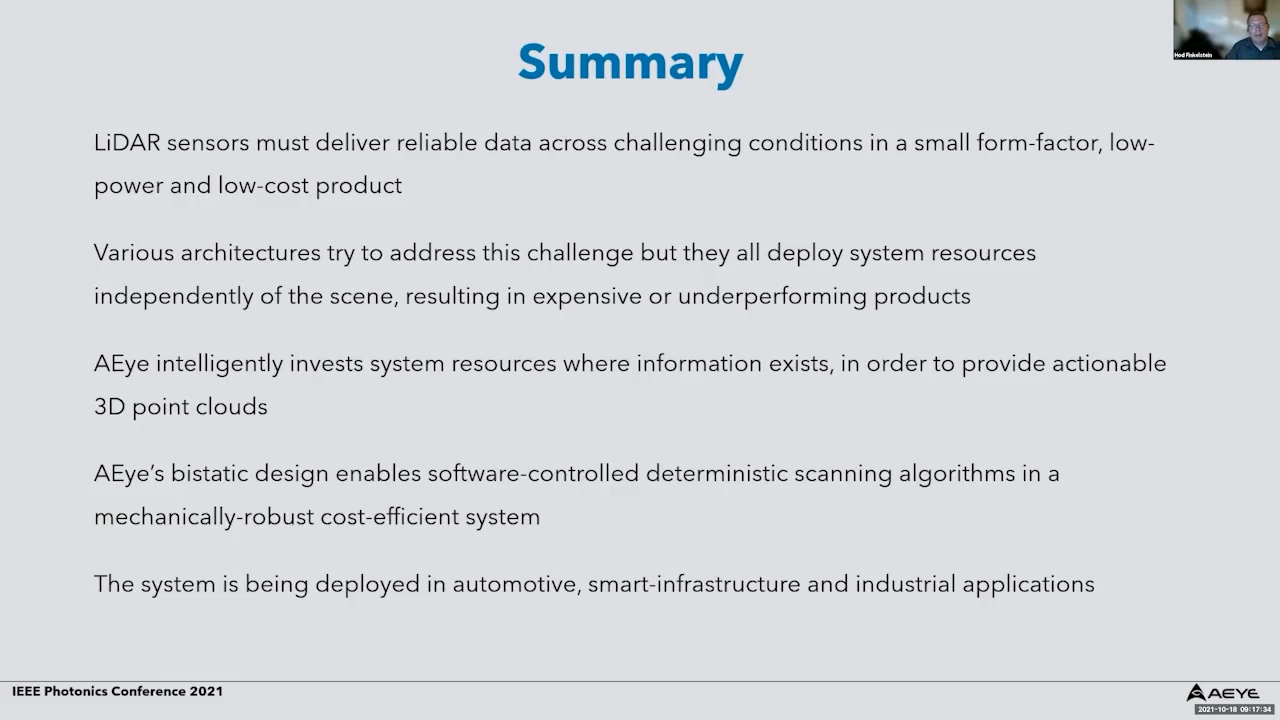 Hod Finkelstein
Summary
LiDAR sensors must deliver reliable data across challenging conditions in a small form-factor, low-
power and low-cost product
Various architectures try to address this challenge but they all deploy system resources
independently of the scene, resulting in expensive or underperforming products
AEye intelligently invests system resources where information exists, in order to provide actionable
3D point clouds
AEye’s bistatic design enables software-controlled deterministic scanning algorithms in a
mechanically-robust cost-efficient system
The system is being deployed in automotive, smart-infrastructure and industrial applications
IEEE Photonics Conference 2021
AEYE
2021-10-18 09:17:34